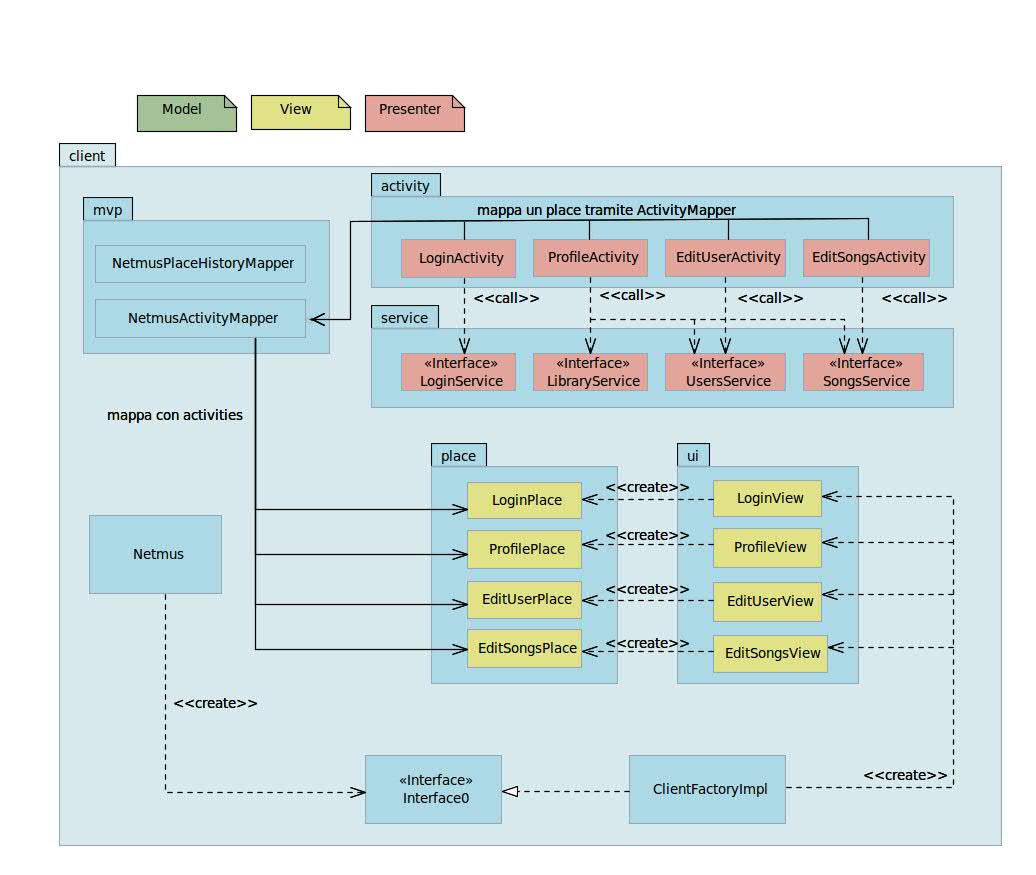 Model
View
Presenter
client
activity
mvp
mappa un place tramite ActivityMapper
NetmusPlaceHistoryMapper
LoginActivity
ProfileActivity
EditUserActivity
EditSongsActivity
<<call>>
<<call>>
<<call>>
<<call>>
NetmusActivityMapper
service
«Interface»
LoginService
«Interface»
LibraryService
«Interface»
UsersService
«Interface»
SongsService
mappa con activities
place
ui
LoginPlace
<<create>>
LoginView
ProfilePlace
<<create>>
ProfileView
EditUserPlace
<<create>>
EditUserView
EditSongsPlace
<<create>>
EditSongsView
Netmus
<<create>>
«Interface»
Interface0
ClientFactoryImpl
<<create>>